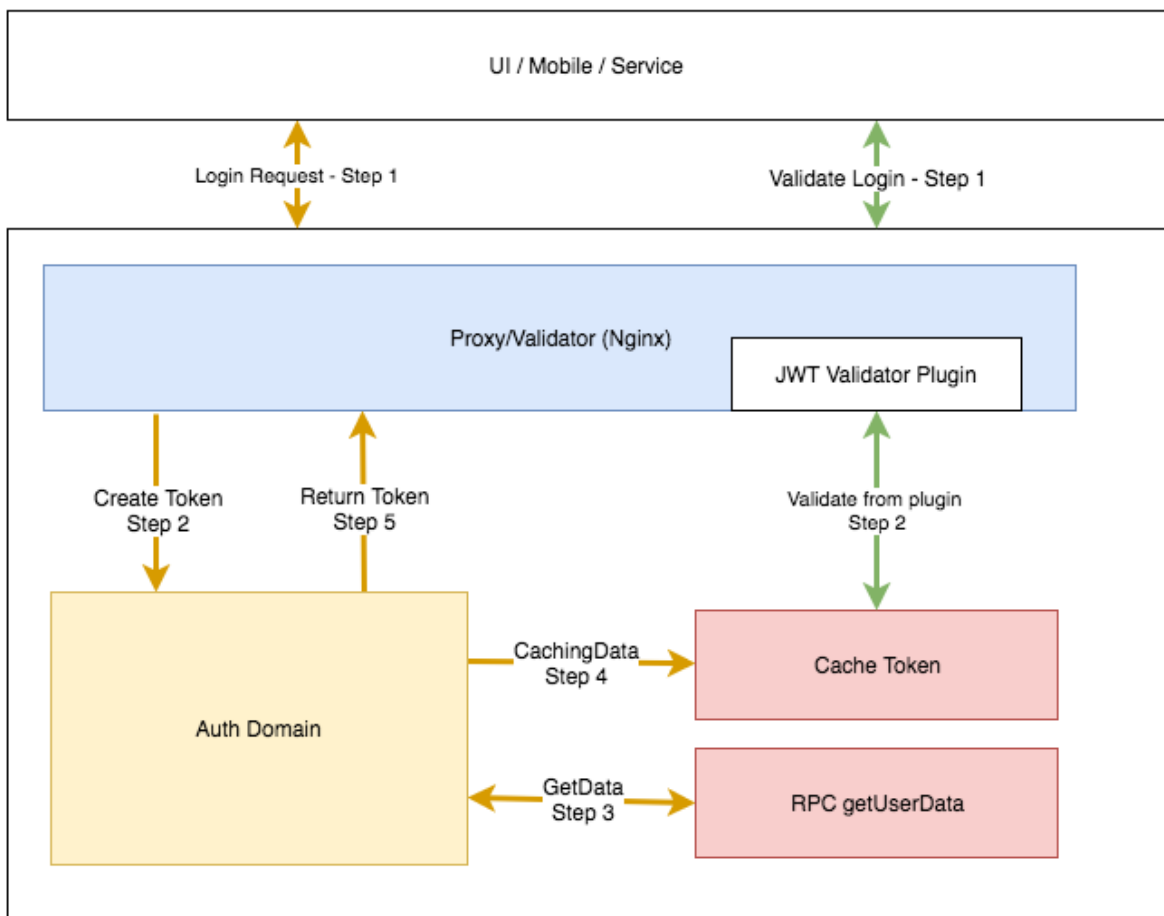 UI / Mobile / Service
Login Request - Step 1
Validate Login - Step 1
Proxy/Validator (Nginx)
JWT Validator Plugin
Create Token
Step 2
Return Token
Step 5
Validate from plugin
Step 2
CachingData
Step 4
Cache Token
Auth Domain
GetData
Step 3
RPC getUserData